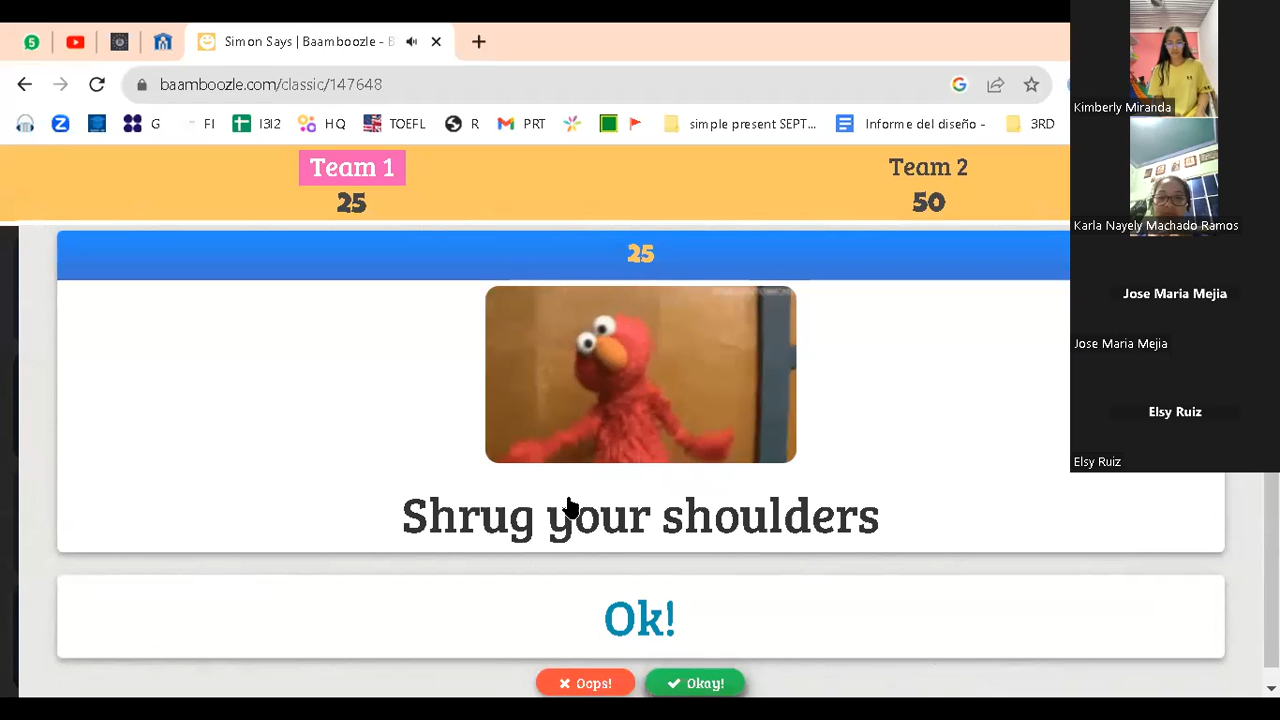 Simon Says | Baamboozle - B
baamboozle.com/classic/147648
G
FI
I3I2
HQ
TOEFL
R
PRT
simple present SEPT...
Informe del diseño -
3RD
Team 1
25
Team 2
50
25
Shrug your shoulders
Ok!
Oops!
Okay!
Kimberly Miranda
Karla Nayely Machado Ramos
Jose Maria Mejia
Jose Maria Mejia
Elsy Ruiz
Elsy Ruiz